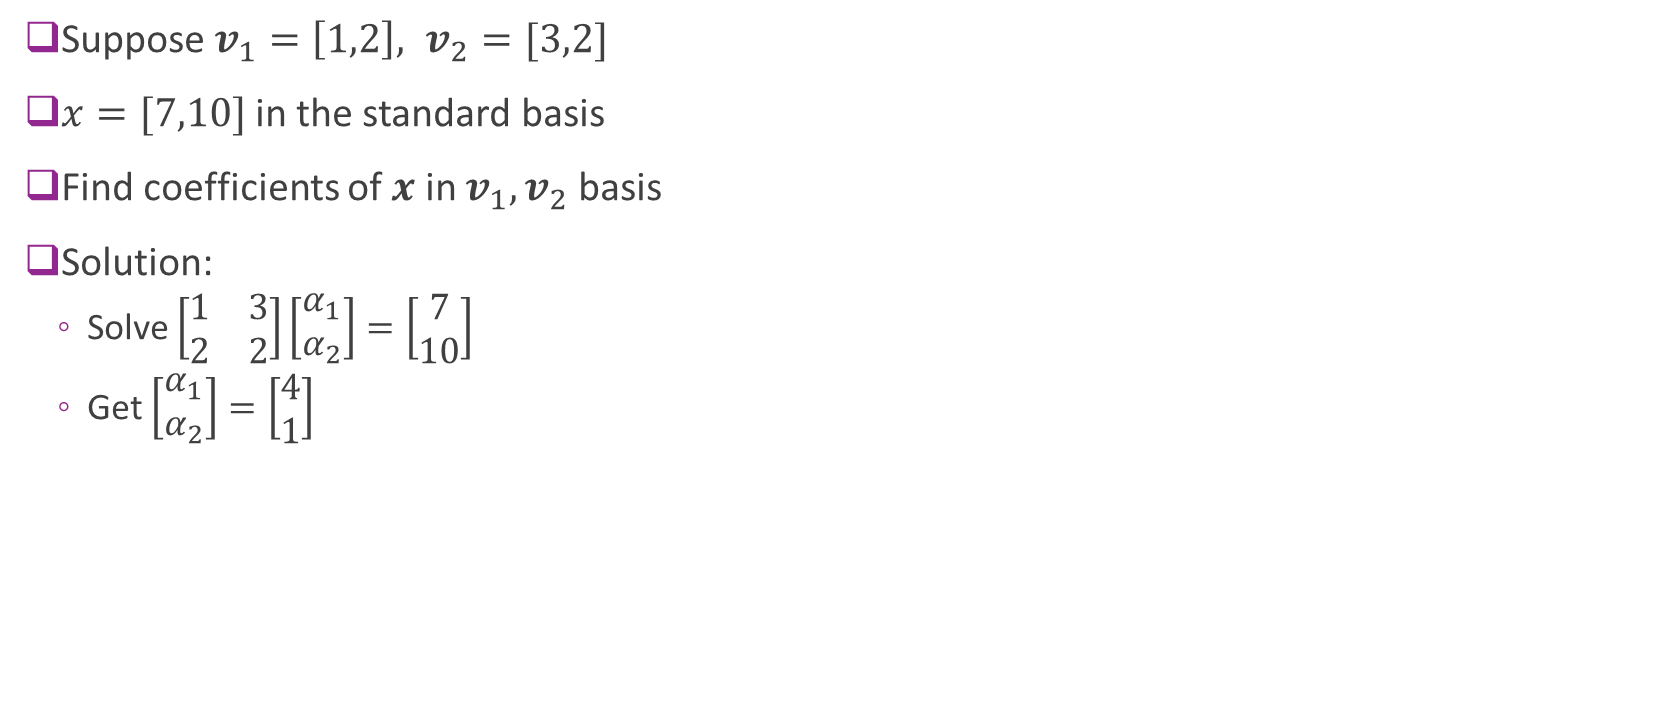 ❑Suppose 𝒗₁ = [1,2], 𝒗₂ = [3,2]
❑𝑥 = [7,10] in the standard basis
❑Find coefficients of 𝒙 in 𝒗₁, 𝒗₂ basis
❑Solution:
◦ Solve [1 3; 2 2] [𝛼₁; 𝛼₂] = [7; 10]
◦ Get [𝛼₁; 𝛼₂] = [4; 1]